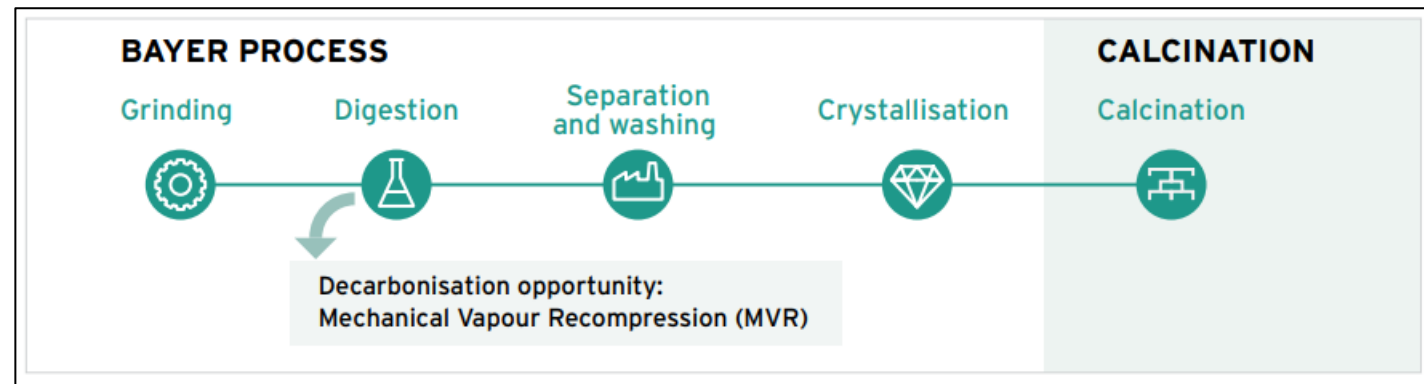 BAYER PROCESS
CALCINATION
Grinding
Digestion
Separation
and washing
Crystallisation
Calcination
Decarbonisation opportunity:
Mechanical Vapour Recompression (MVR)